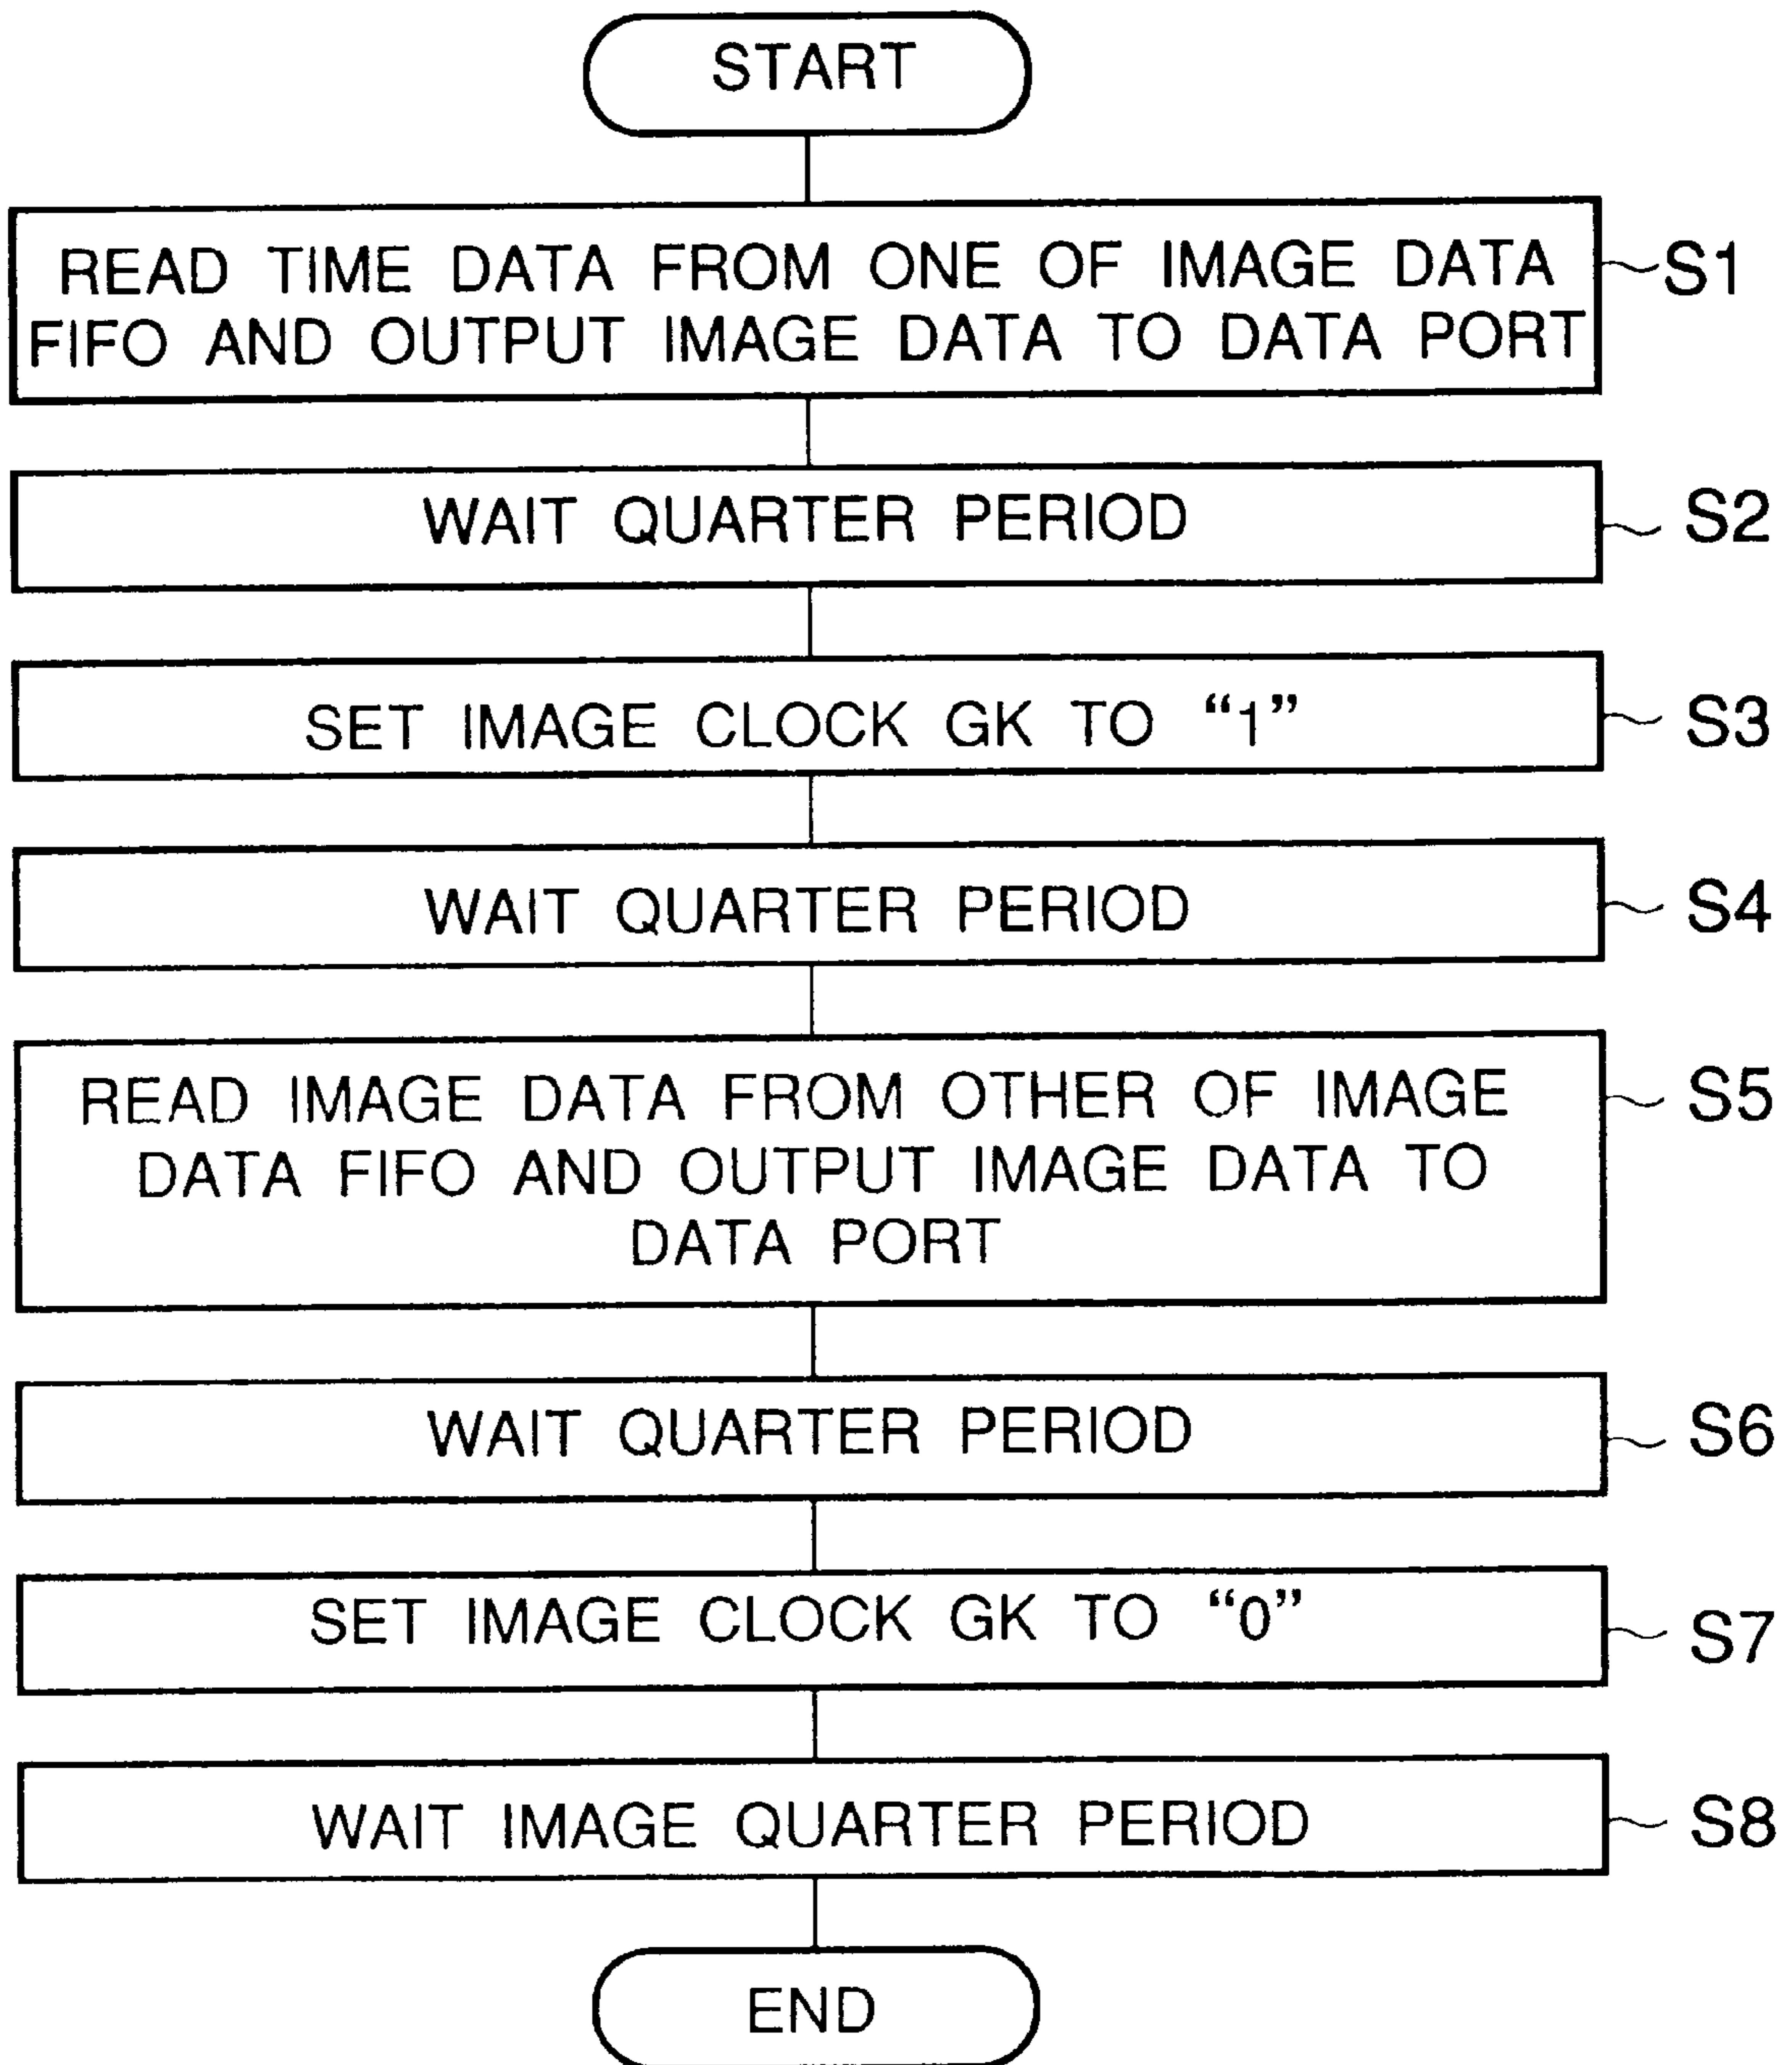 START
READ TIME DATA FROM ONE OF IMAGE DATA
FIFO AND OUTPUT IMAGE DATA TO DATA PORT
S1
WAIT QUARTER PERIOD
S2
SET IMAGE CLOCK GK TO “1”
S3
WAIT QUARTER PERIOD
S4
READ IMAGE DATA FROM OTHER OF IMAGE
DATA FIFO AND OUTPUT IMAGE DATA TO
DATA PORT
S5
WAIT QUARTER PERIOD
S6
SET IMAGE CLOCK GK TO “0”
S7
WAIT IMAGE QUARTER PERIOD
S8
END